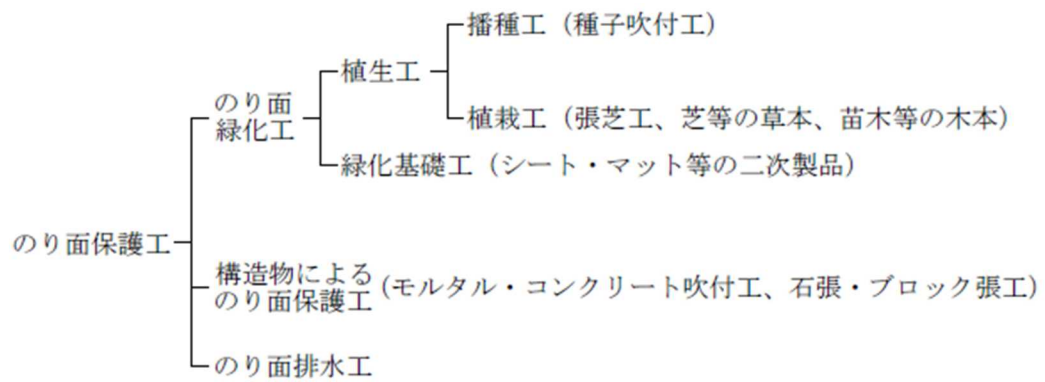 播種工（種子吹付工）
植生工
のり面
緑化工
植栽工（張芝工、芝等の草本、苗木等の木本）
緑化基礎工（シート・マット等の二次製品）
のり面保護工
構造物による
のり面保護工
（モルタル・コンクリート吹付工、石張・ブロック張工）
のり面排水工